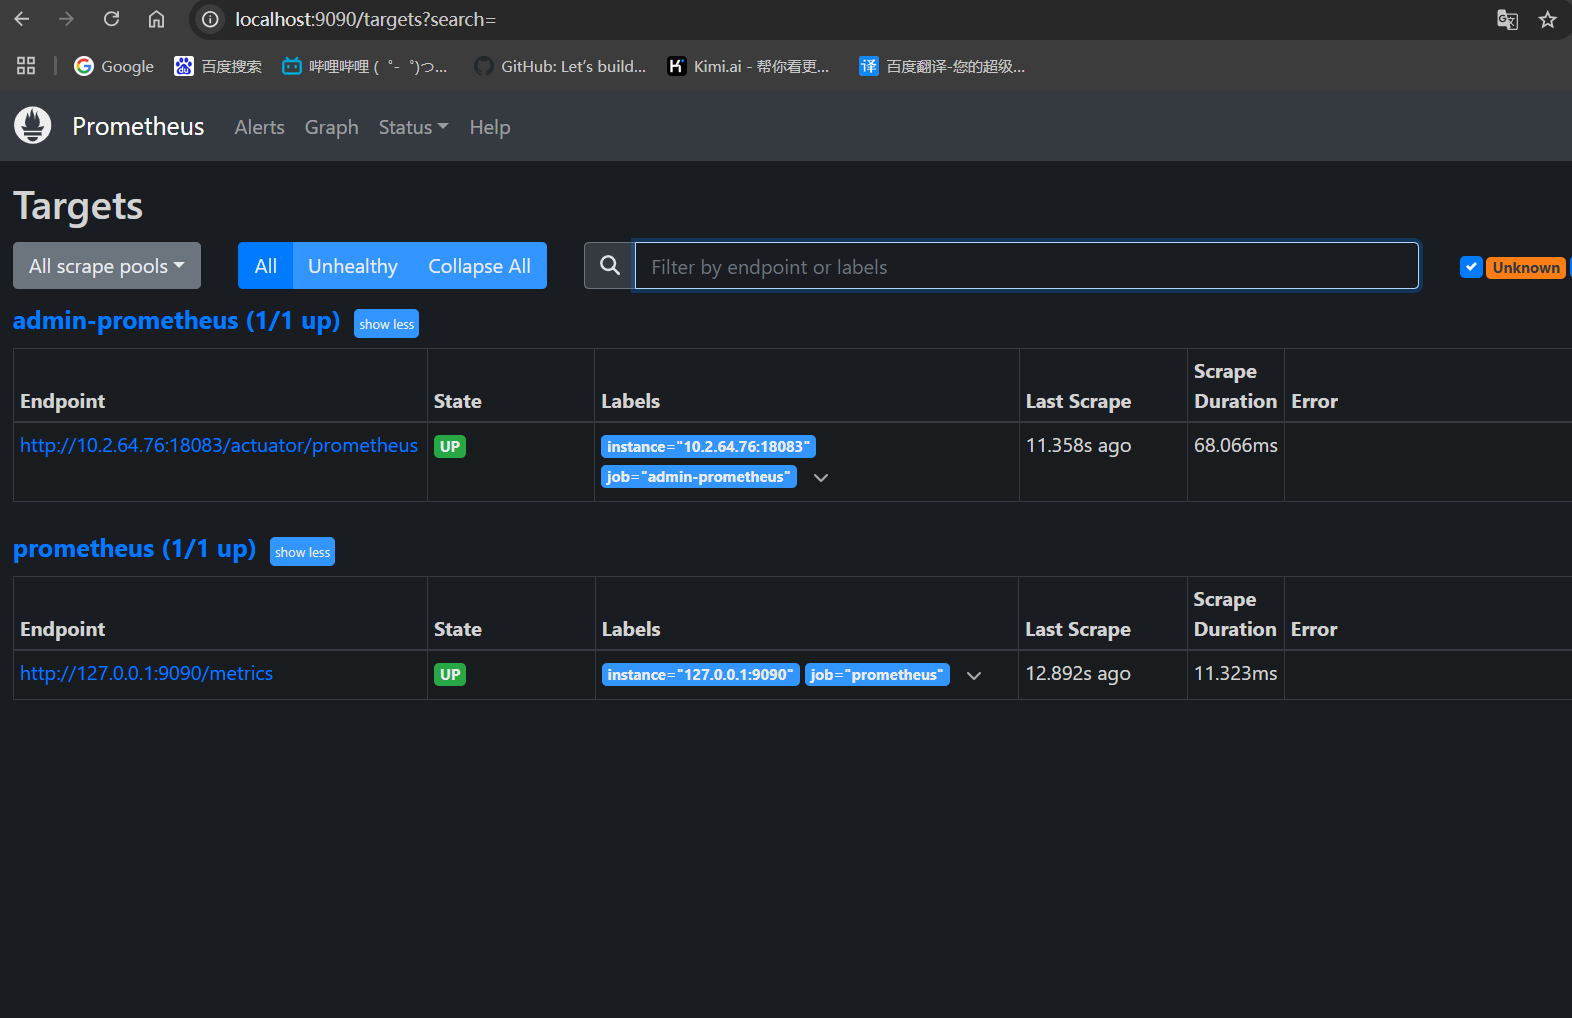 localhost:9090/targets?search=
Google 百度搜索 哔哩哔哩 (゜-゜)つ... GitHub: Let's build... Kimi.ai - 帮你看更... 百度翻译-您的超级...
Prometheus Alerts Graph Status Help
Targets
All scrape pools All Unhealthy Collapse All Filter by endpoint or labels Unknown
admin-prometheus (1/1 up) show less
Endpoint State Labels Last Scrape Scrape Duration Error
http://10.2.64.76:18083/actuator/prometheus UP instance="10.2.64.76:18083" 11.358s ago 68.066ms
job="admin-prometheus"
prometheus (1/1 up) show less
Endpoint State Labels Last Scrape Scrape Duration Error
http://127.0.0.1:9090/metrics UP instance="127.0.0.1:9090" job="prometheus" 12.892s ago 11.323ms